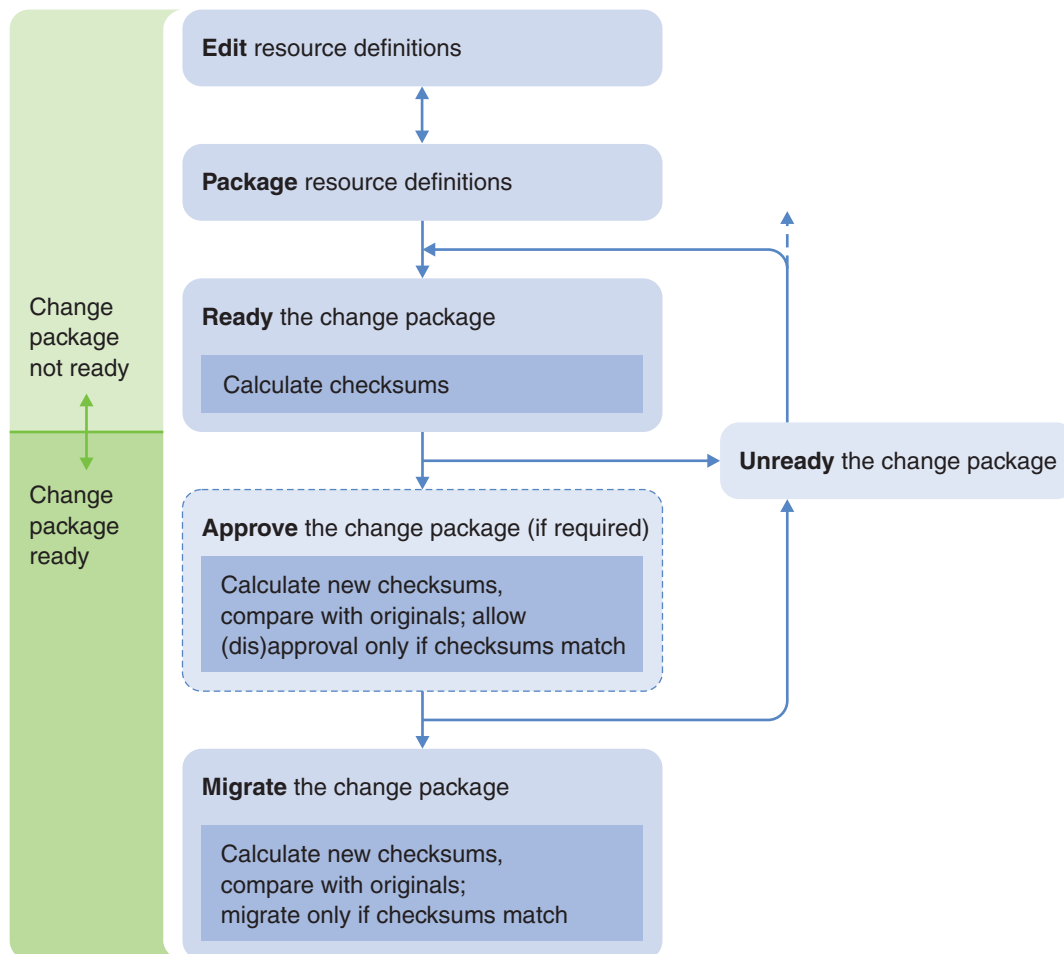 Edit resource definitions
Package resource definitions
Change
package
not ready
Ready the change package
Calculate checksums
Change
package
ready
Unready the change package
Approve the change package (if required)
Calculate new checksums,
compare with originals; allow
(dis)approval only if checksums match
Migrate the change package
Calculate new checksums,
compare with originals;
migrate only if checksums match